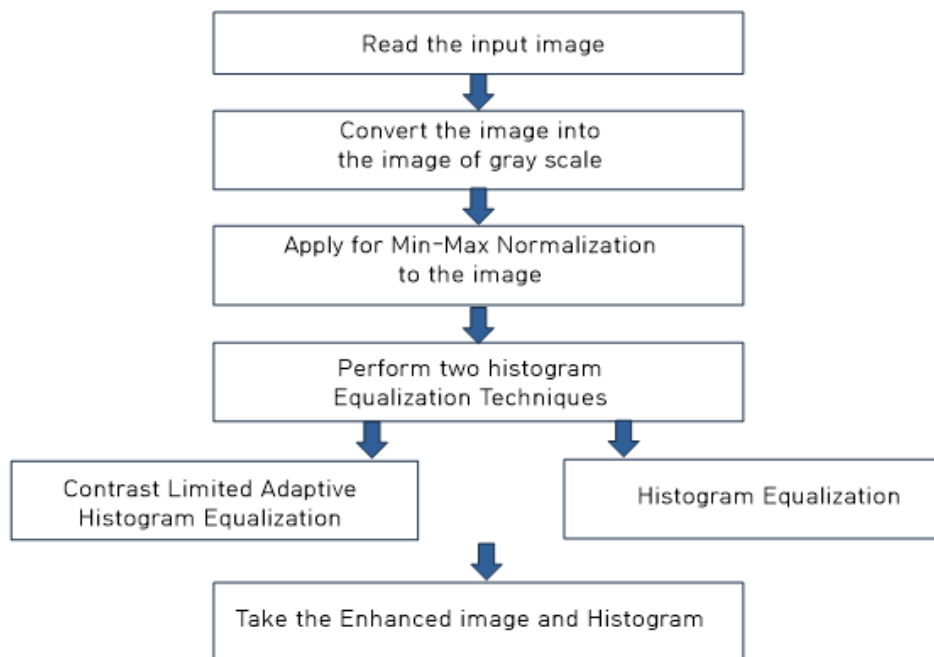 Read the input image
Convert the image into
the image of gray scale
Apply for Min-Max Normalization
to the image
Perform two histogram
Equalization Techniques
Contrast Limited Adaptive
Histogram Equalization
Histogram Equalization
Take the Enhanced image and Histogram